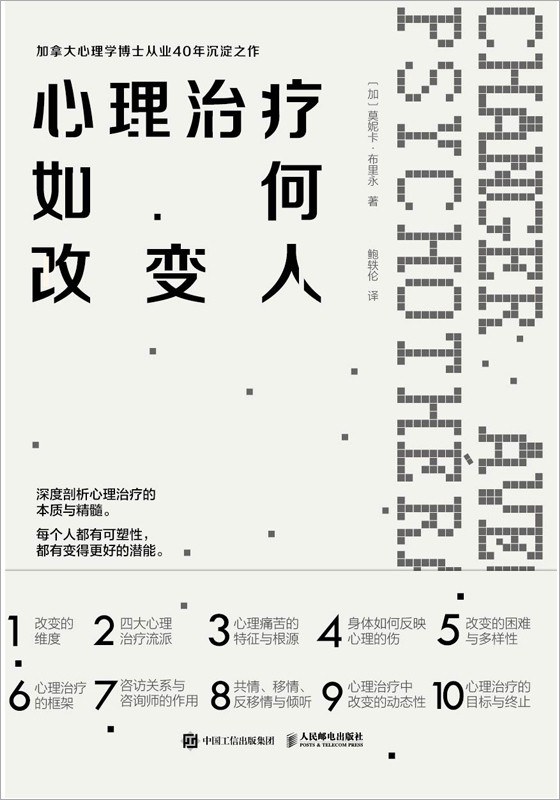 加拿大心理学博士从业40年沉淀之作
心理治疗
如何
改变人
［加］莫妮卡·布里永 著
鲍轶伦 译
CHANGER AVE
PSYCHOTHÉRA
深度剖析心理治疗的
本质与精髓。
每个人都有可塑性，
都有变得更好的潜能。
1 改变的
维度
2 四大心理
治疗流派
3 心理痛苦的
特征与根源
4 身体如何反映
心理的伤
5 改变的困难
与多样性
6 心理治疗
的框架
7 咨访关系与
咨询师的作用
8 共情、移情、
反移情与倾听
9 心理治疗中
改变的动态性
10 心理治疗的
目标与终止
中国工信出版集团
人民邮电出版社
POSTS & TELECOM PRESS